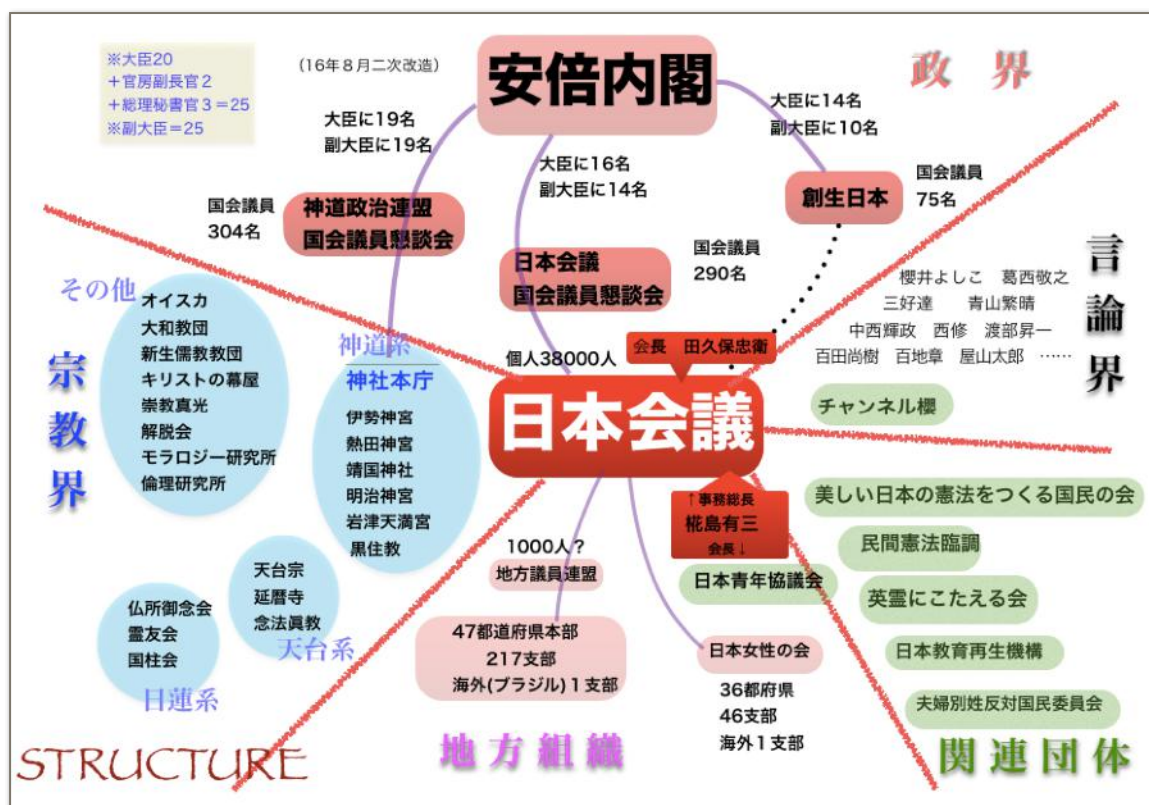 ※大臣20
＋官房副長官２
＋総理秘書官３＝25
※副大臣＝25
（16年８月二次改造）
安倍内閣
政界
大臣に19名
副大臣に19名
大臣に16名
副大臣に14名
大臣に14名
副大臣に10名
国会議員
304名
神道政治連盟
国会議員懇談会
日本会議
国会議員懇談会
国会議員
290名
創生日本
国会議員
75名
言論界
櫻井よしこ　葛西敬之
三好達　青山繁晴
中西輝政　西修　渡部昇一
百田尚樹　百地章　屋山太郎　……
チャンネル櫻
宗教界
その他
オイスカ
大和教団
新生儒教教団
キリストの幕屋
崇教真光
解脱会
モラロジー研究所
倫理研究所
神道系
神社本庁
伊勢神宮
熱田神宮
靖国神社
明治神宮
岩津天満宮
黒住教
天台宗
延暦寺
念法眞教
天台系
仏所御念会
霊友会
国柱会
日蓮系
個人38000人
会長　田久保忠衛
日本会議
↑事務総長
椛島有三
会長↓
日本青年協議会
1000人？
地方議員連盟
47都道府県本部
217支部
海外(ブラジル)１支部
日本女性の会
36都府県
46支部
海外１支部
地方組織
美しい日本の憲法をつくる国民の会
民間憲法臨調
英霊にこたえる会
日本教育再生機構
夫婦別姓反対国民委員会
関連団体
STRUCTURE